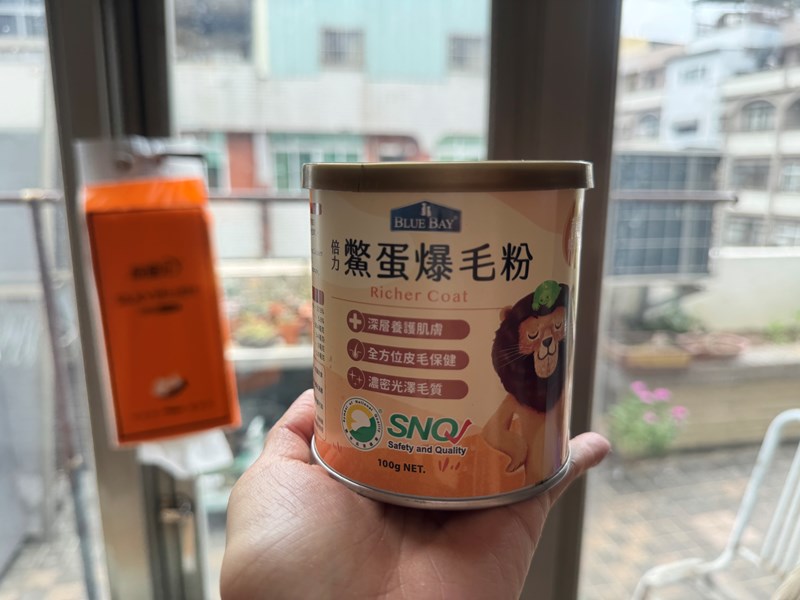 BLUE BAY
倍力
鱉蛋爆毛粉
Richer Coat
深層養護肌膚
全方位皮毛保健
濃密光澤毛質
SNQ
Safety and Quality
100g NET.